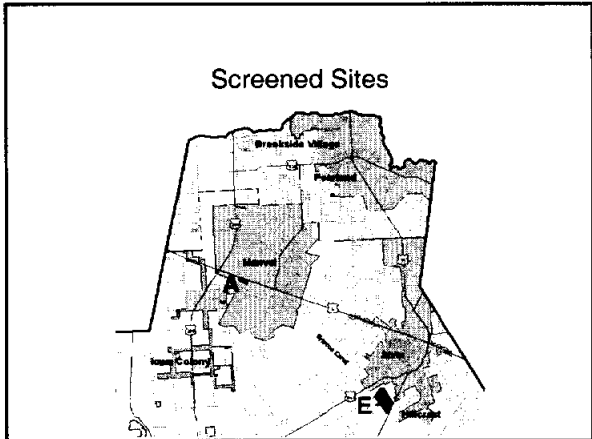 Screened Sites
Brookside Village
Pearland
Manvel
A
Iowa Colony
Alvin
E
Hillcrest